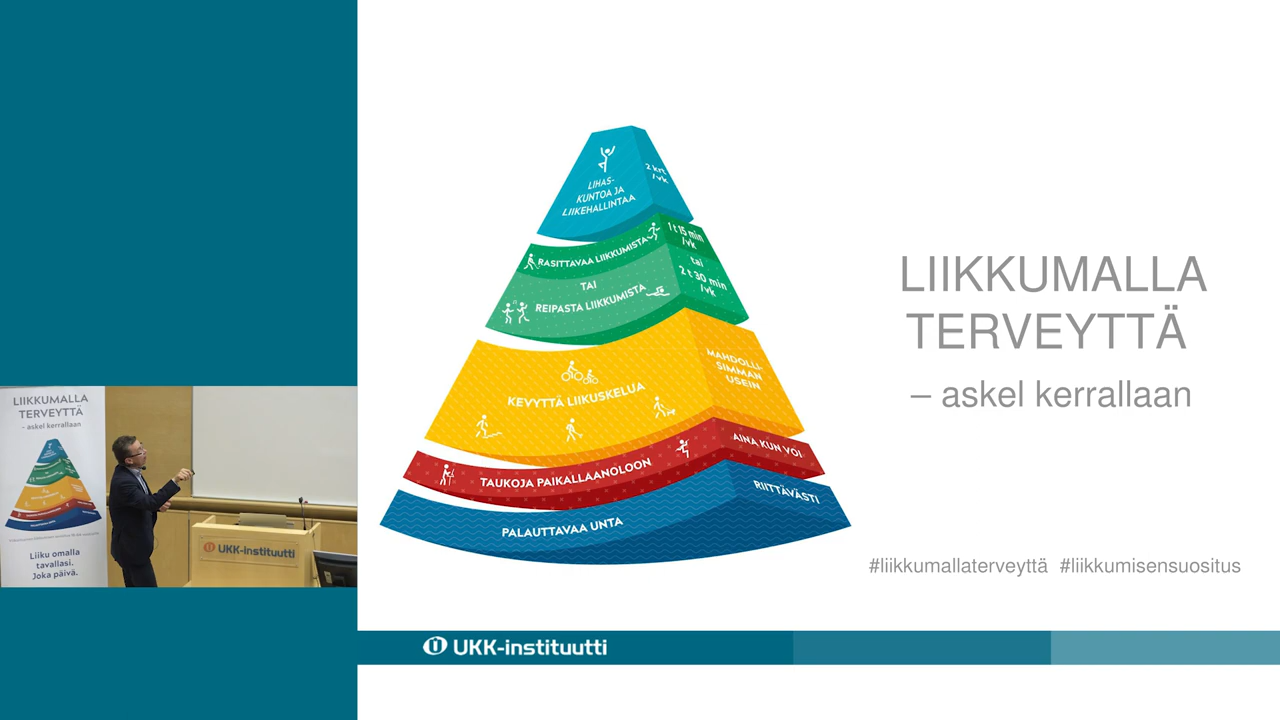 LIHAS-
KUNTOA JA
LIIKEHALLINTAA
2 krt
/vk
RASITTAVAA LIIKKUMISTA
1 t 15 min
/vk
TAI
tai
REIPASTA LIIKKUMISTA
2 t 30 min
/vk
KEVYTTÄ LIIKUSKELUA
MAHDOLLI-
SIMMAN
USEIN
TAUKOJA PAIKALLAANOLOON
AINA KUN VOI
PALAUTTAVAA UNTA
RIITTÄVÄSTI
LIIKKUMALLA
TERVEYTTÄ
– askel kerrallaan
#liikkumallaterveyttä #liikkumisensuositus
UKK-instituutti
LIIKKUMALLA
TERVEYTTÄ
– askel kerrallaan
Liiku omalla
tavallasi.
Joka päivä.
UKK-instituutti